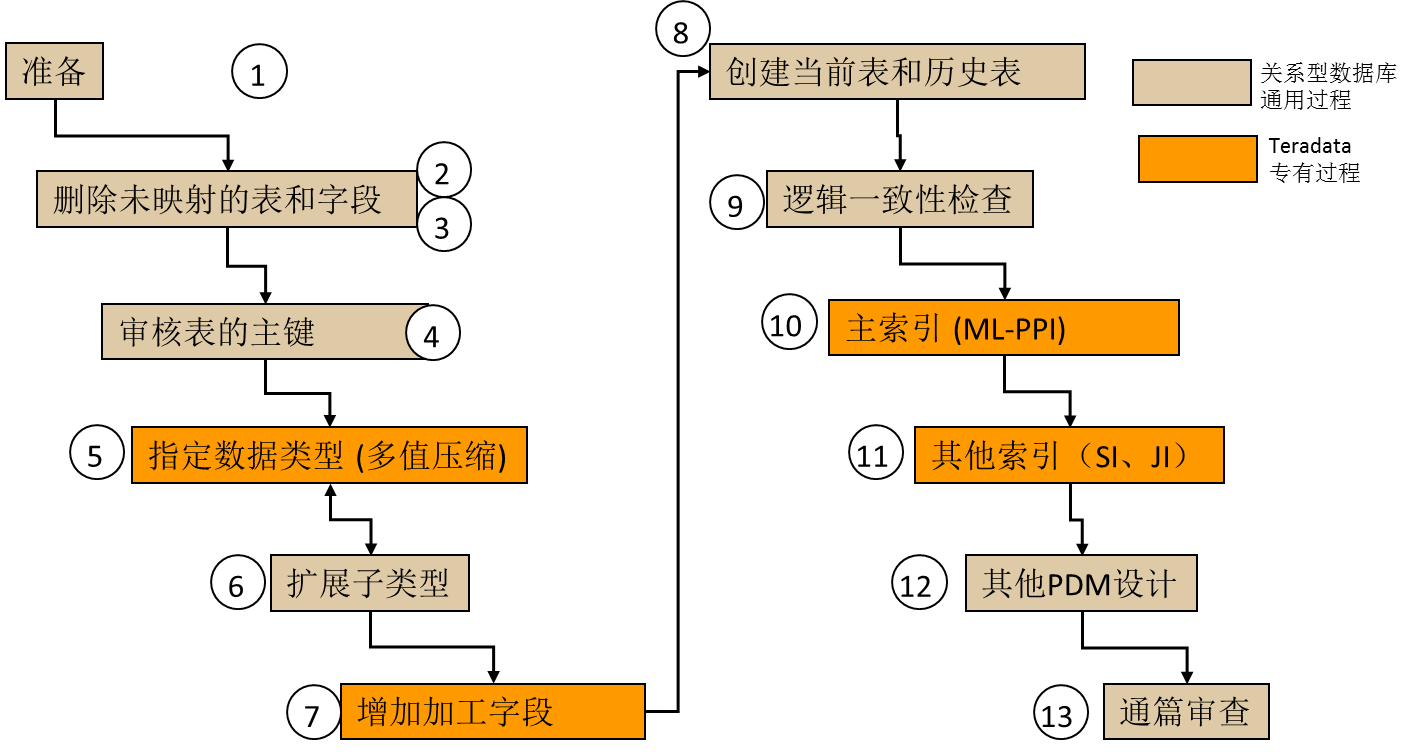 准备
1
删除未映射的表和字段
2
3
审核表的主键
4
5
指定数据类型 (多值压缩)
6
扩展子类型
7
增加加工字段
8
创建当前表和历史表
9
逻辑一致性检查
10
主索引 (ML-PPI)
11
其他索引（SI、JI）
12
其他PDM设计
13
通篇审查
关系型数据库
通用过程
Teradata
专有过程